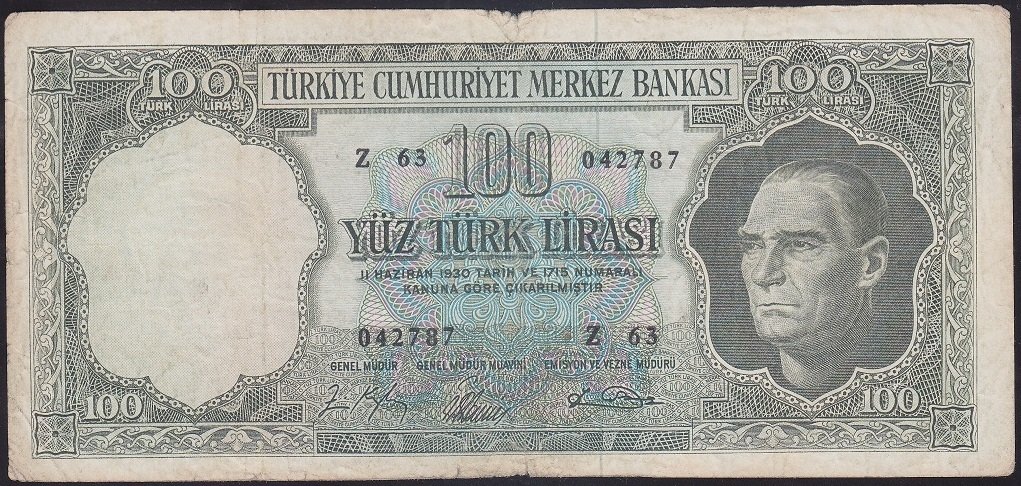 100 TÜRK LİRASI
TÜRKİYE CUMHURİYET MERKEZ BANKASI
100 TÜRK LİRASI
Z 63 100 042787
YÜZ TÜRK LİRASI
11 HAZİRAN 1930 TARİH VE 1715 NUMARALI
KANUNA GÖRE ÇIKARILMIŞTIR
042787 Z 63
GENEL MÜDÜR GENEL MÜDÜR MUAVİNİ EMİSYON VE VEZNE MÜDÜRÜ
100 100